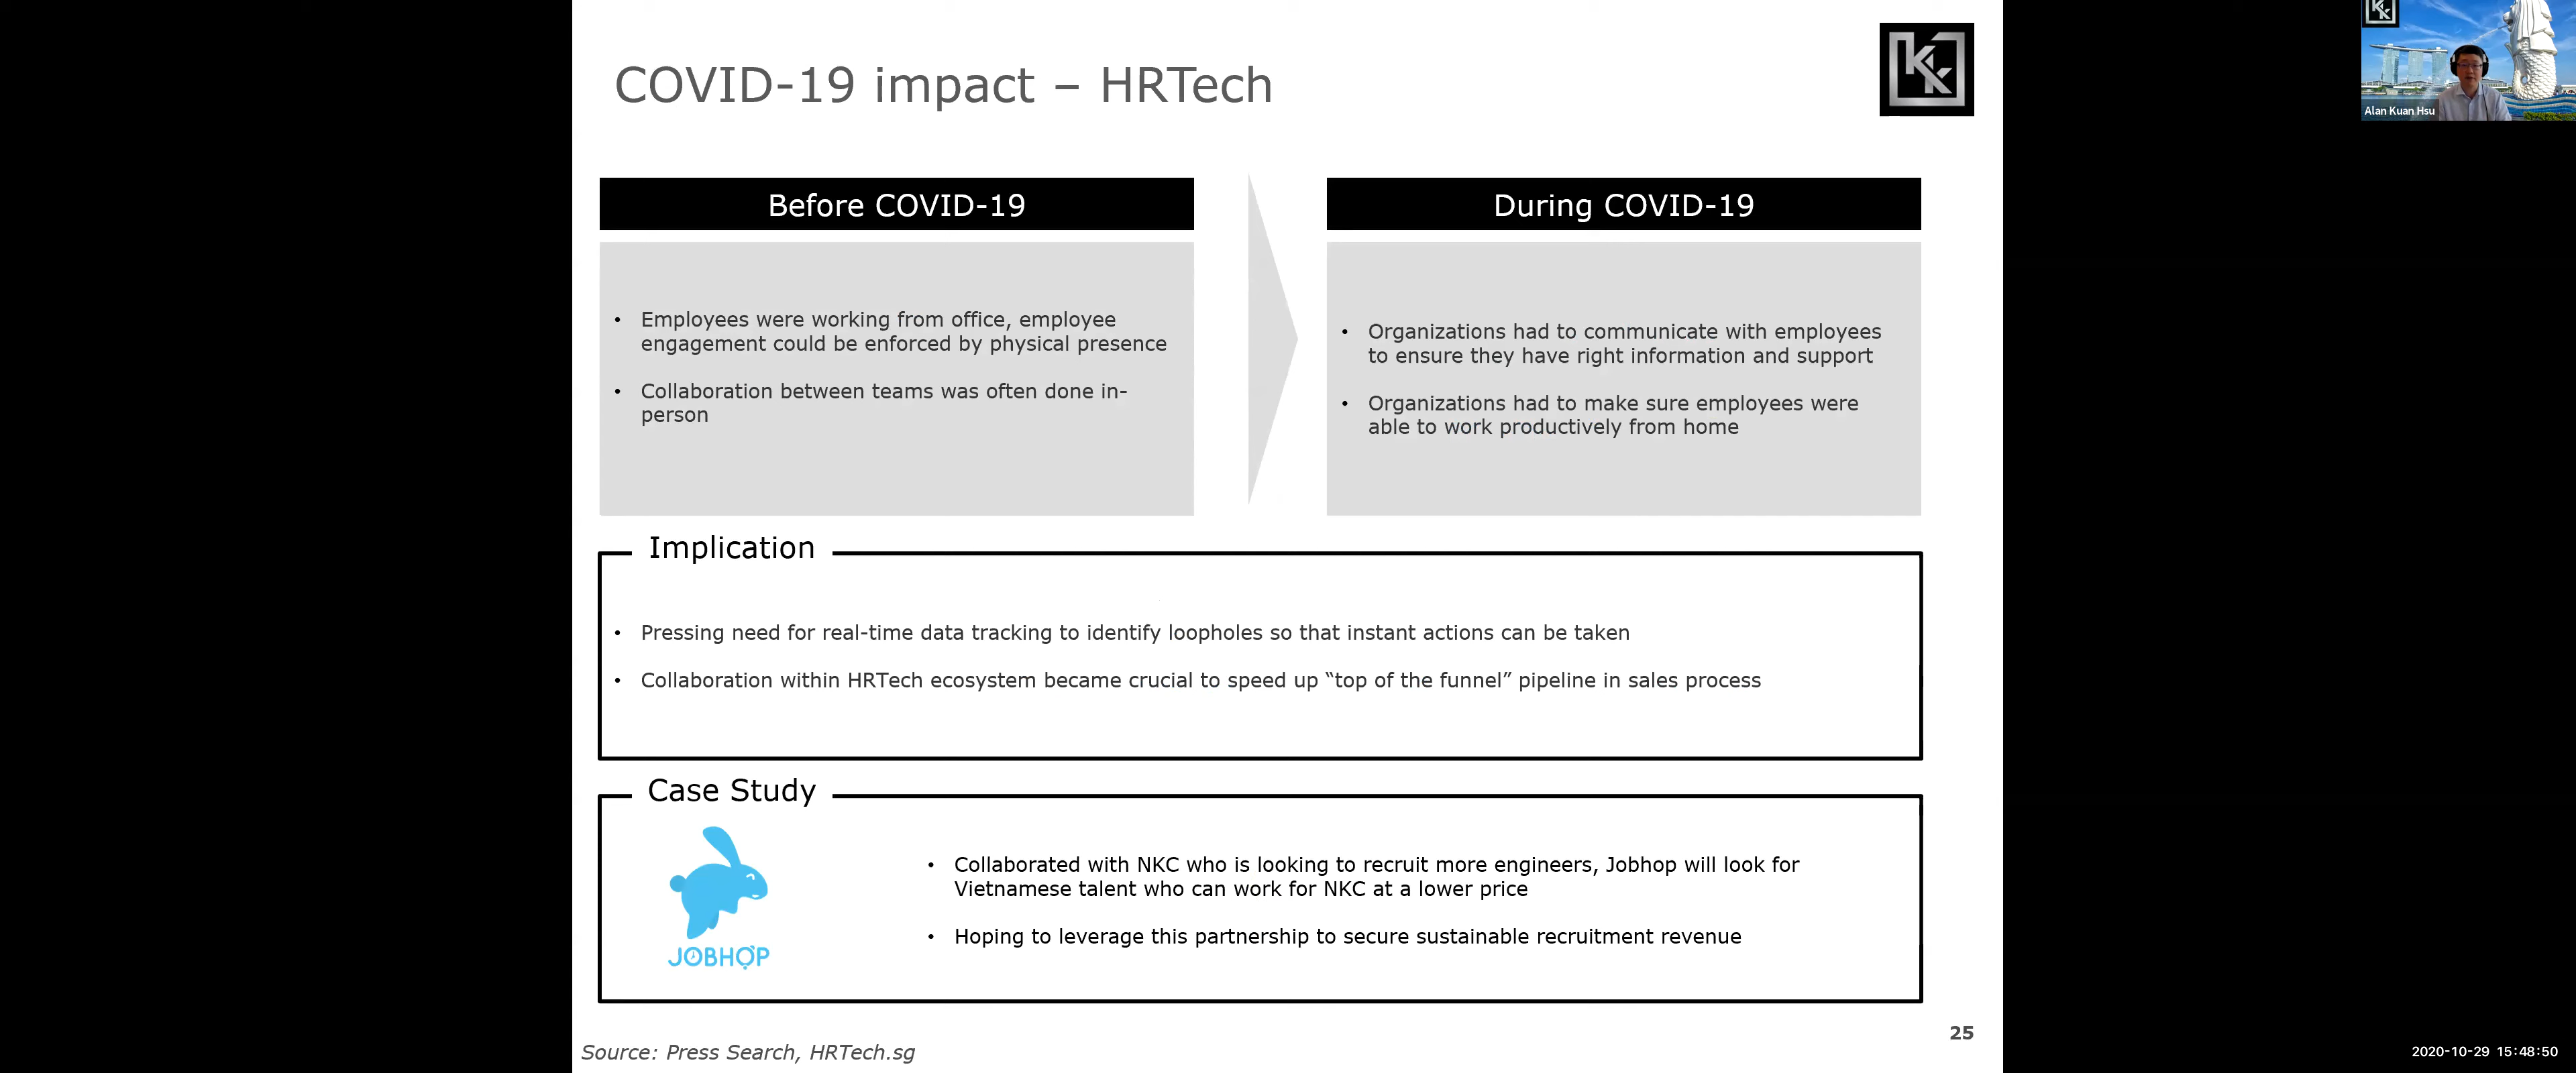 COVID-19 impact – HRTech
KK
KK
Alan Kuan Hsu
Before COVID-19
During COVID-19
• Employees were working from office, employee
engagement could be enforced by physical presence
• Collaboration between teams was often done in-
person
• Organizations had to communicate with employees
to ensure they have right information and support
• Organizations had to make sure employees were
able to work productively from home
Implication
• Pressing need for real-time data tracking to identify loopholes so that instant actions can be taken
• Collaboration within HRTech ecosystem became crucial to speed up “top of the funnel” pipeline in sales process
Case Study
JOBHOP
• Collaborated with NKC who is looking to recruit more engineers, Jobhop will look for
Vietnamese talent who can work for NKC at a lower price
• Hoping to leverage this partnership to secure sustainable recruitment revenue
25
Source: Press Search, HRTech.sg
2020-10-29 15:48:50